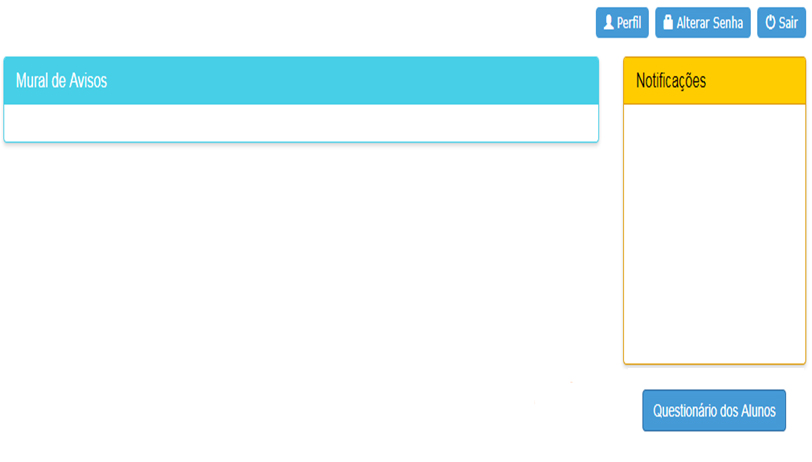 Perfil
Alterar Senha
Sair
Mural de Avisos
Notificações
Questionário dos Alunos